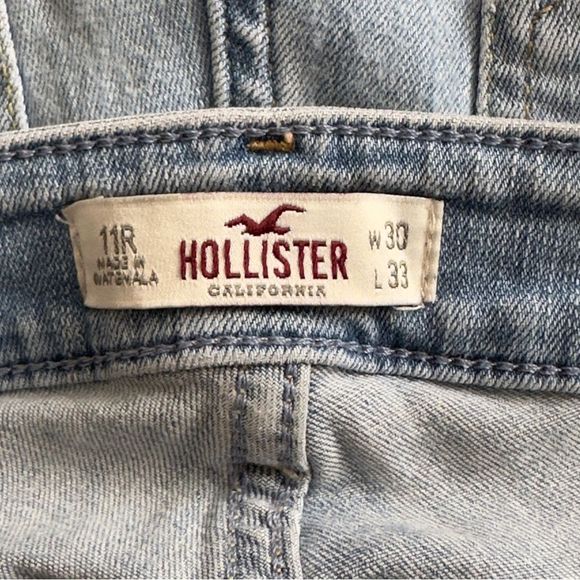 11R
MADE IN
GUATEMALA
HOLLISTER
CALIFORNIA
W 30
L 33